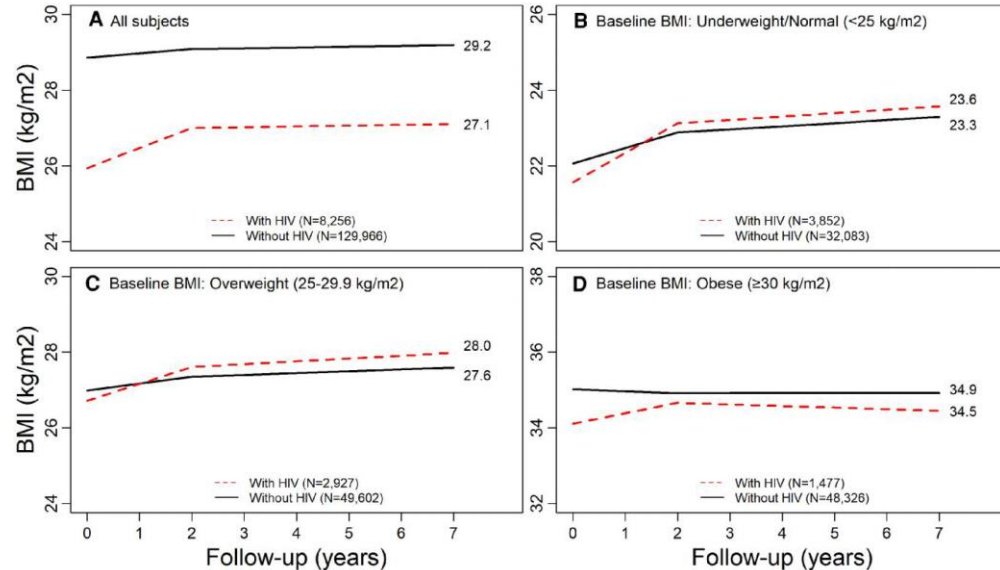 A All subjects
BMI (kg/m2)
30
28
26
24
29.2
27.1
With HIV (N=8,256)
Without HIV (N=129,966)
B Baseline BMI: Underweight/Normal (<25 kg/m2)
26
24
22
20
23.6
23.3
With HIV (N=3,852)
Without HIV (N=32,083)
C Baseline BMI: Overweight (25-29.9 kg/m2)
BMI (kg/m2)
30
28
26
24
28.0
27.6
With HIV (N=2,927)
Without HIV (N=49,602)
0 1 2 3 4 5 6 7
Follow-up (years)
D Baseline BMI: Obese (≥30 kg/m2)
38
36
34
32
34.9
34.5
With HIV (N=1,477)
Without HIV (N=48,326)
0 1 2 3 4 5 6 7
Follow-up (years)